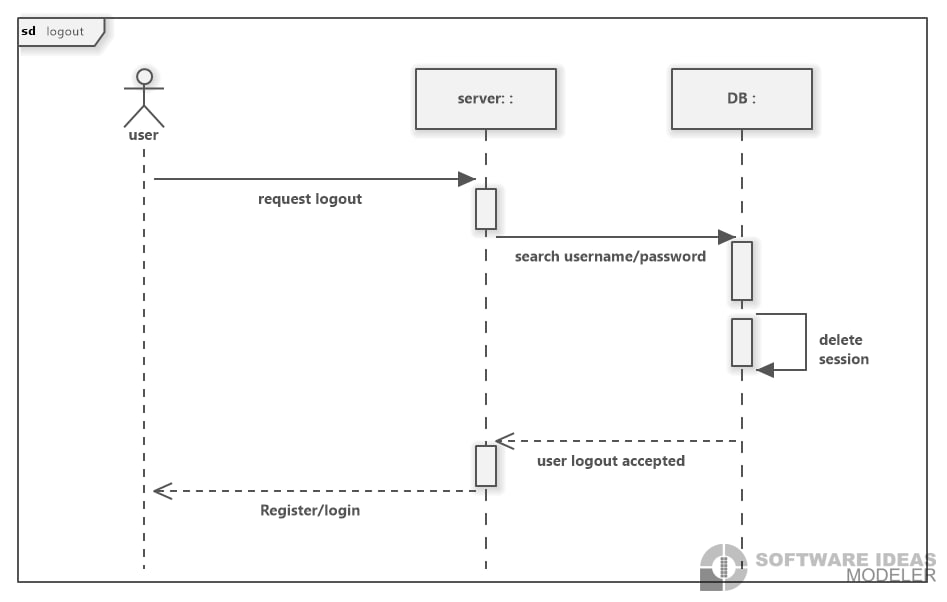 sd logout
user
server: :
DB :
request logout
search username/password
delete
session
user logout accepted
Register/login
SOFTWARE IDEAS
MODELER